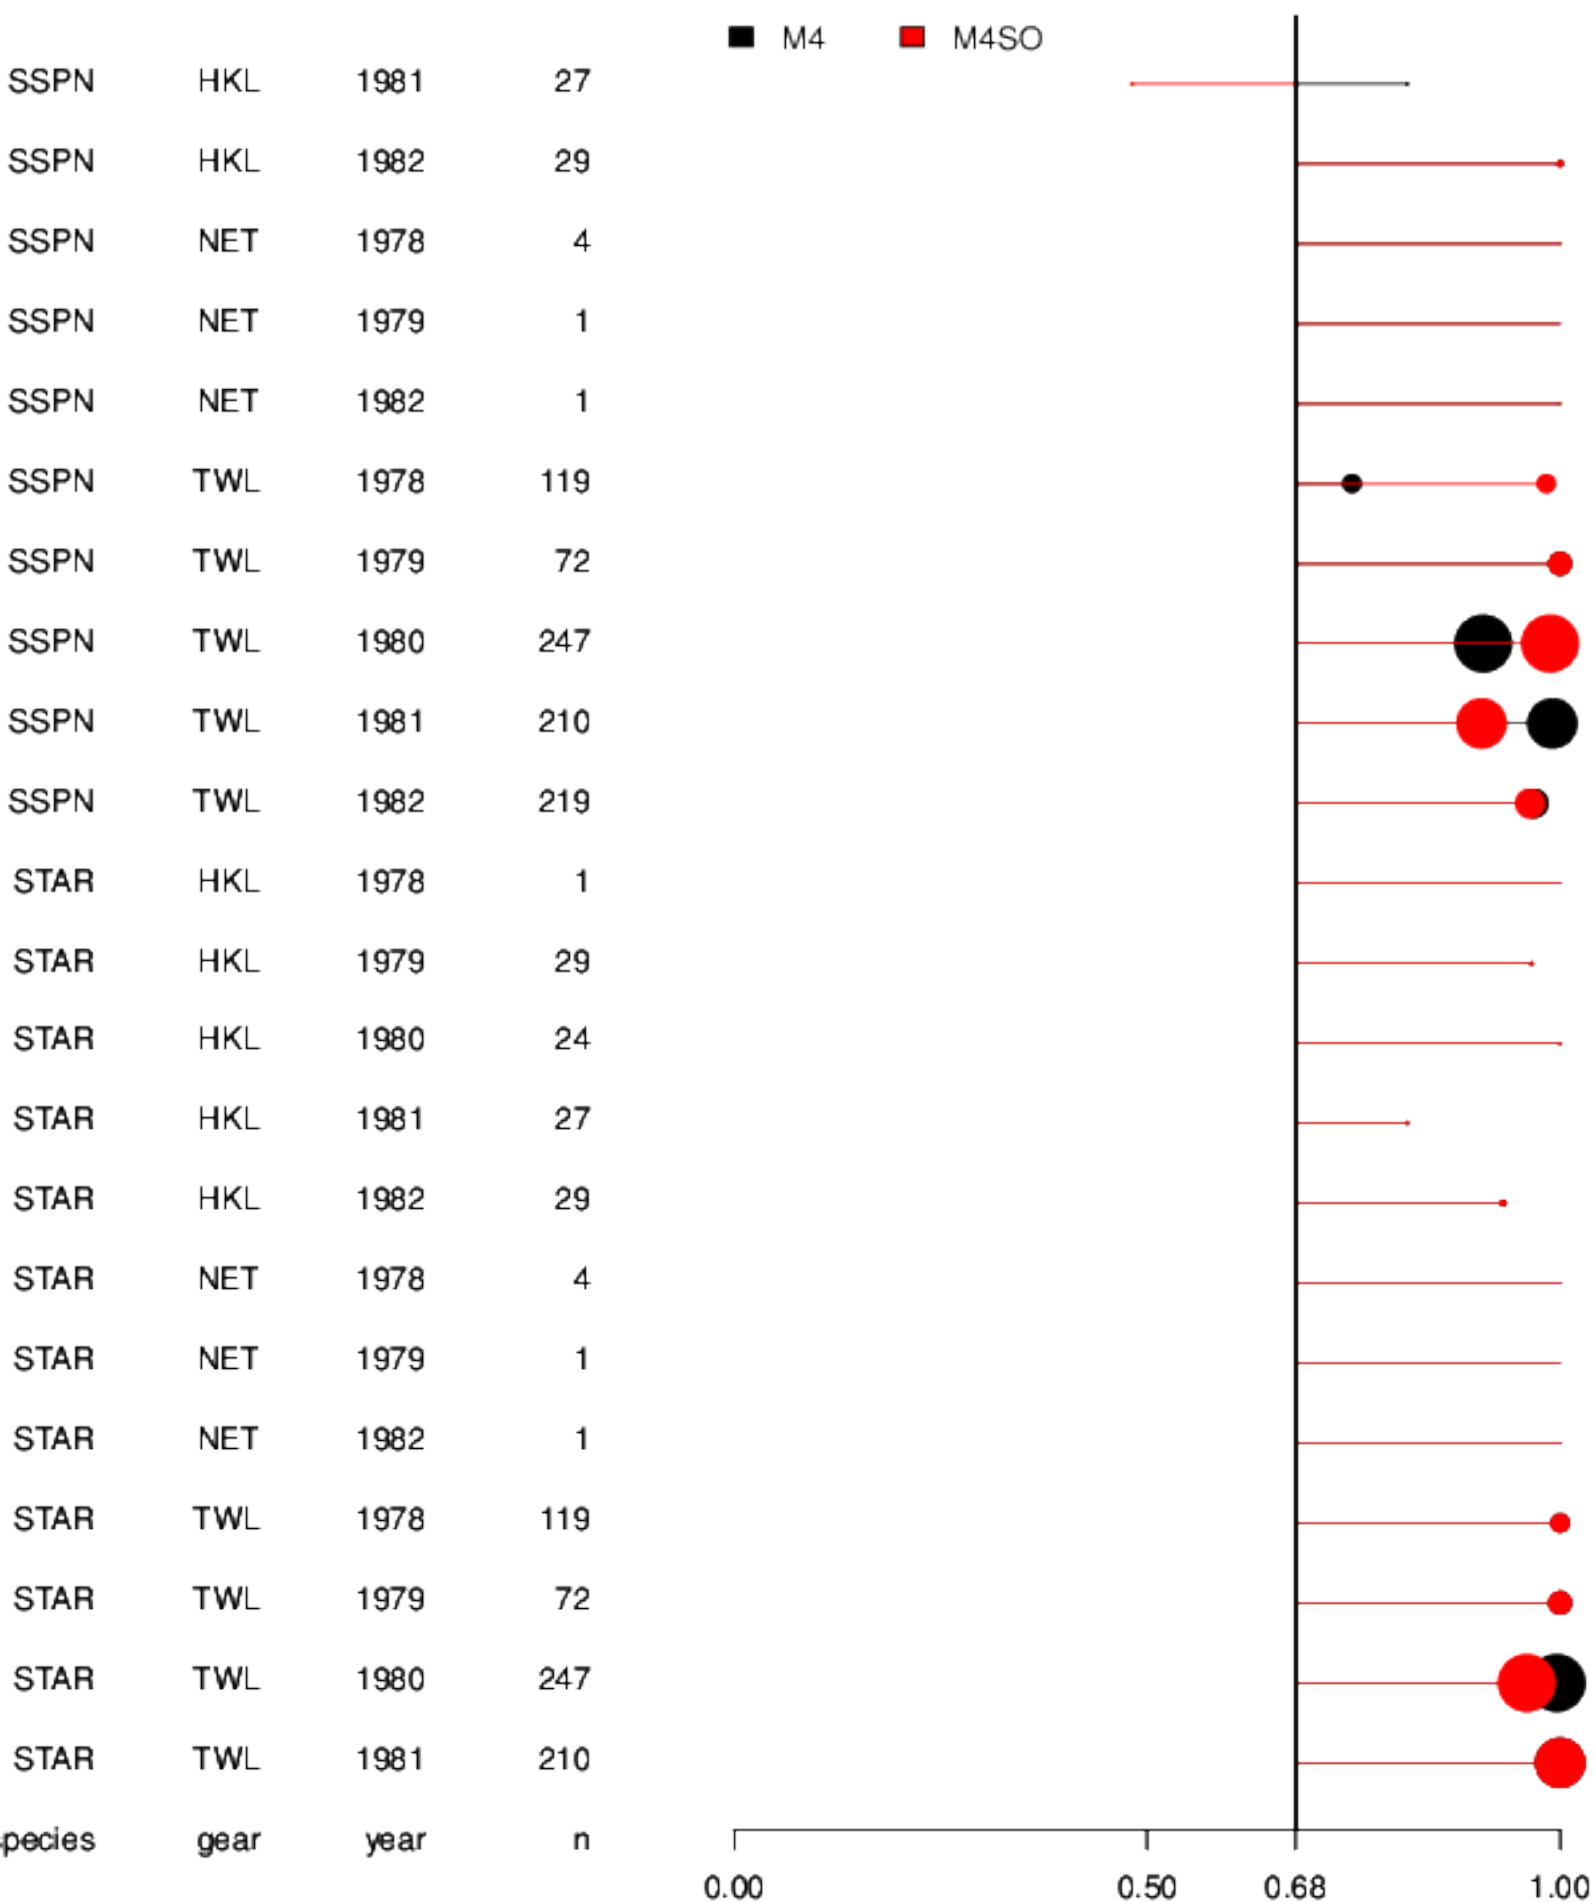 M4 M4SO
SSPN HKL 1981 27
SSPN HKL 1982 29
SSPN NET 1978 4
SSPN NET 1979 1
SSPN NET 1982 1
SSPN TWL 1978 119
SSPN TWL 1979 72
SSPN TWL 1980 247
SSPN TWL 1981 210
SSPN TWL 1982 219
STAR HKL 1978 1
STAR HKL 1979 29
STAR HKL 1980 24
STAR HKL 1981 27
STAR HKL 1982 29
STAR NET 1978 4
STAR NET 1979 1
STAR NET 1982 1
STAR TWL 1978 119
STAR TWL 1979 72
STAR TWL 1980 247
STAR TWL 1981 210
pecies gear year n
0.00 0.50 0.68 1.00